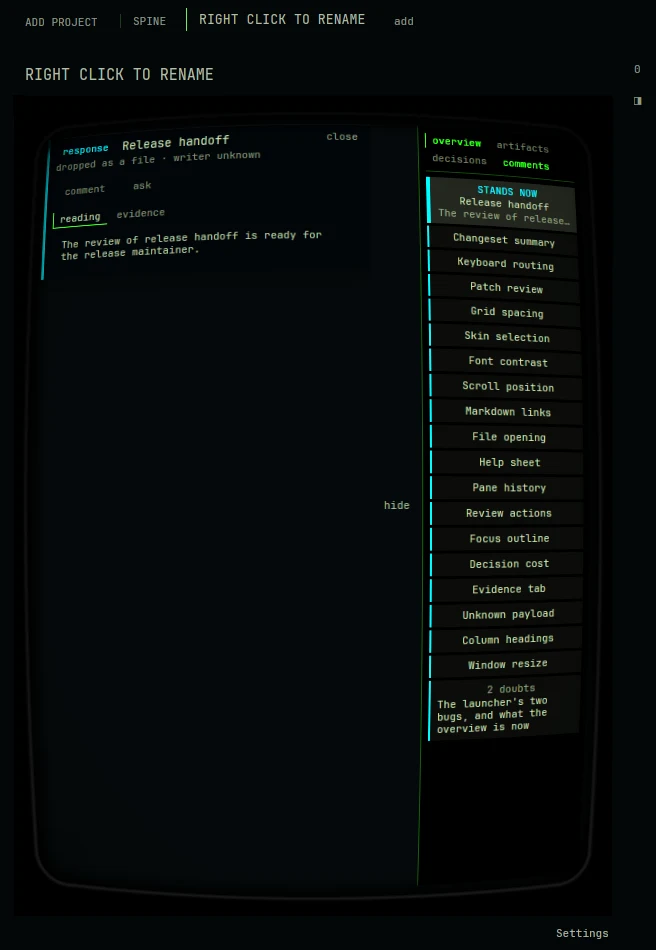 ADD PROJECT SPINE RIGHT CLICK TO RENAME add
RIGHT CLICK TO RENAME
0
response Release handoff close
dropped as a file · writer unknown
comment ask
reading evidence
The review of release handoff is ready for
the release maintainer.
hide
overview artifacts
decisions comments
STANDS NOW
Release handoff
The review of release…
Changeset summary
Keyboard routing
Patch review
Grid spacing
Skin selection
Font contrast
Scroll position
Markdown links
File opening
Help sheet
Pane history
Review actions
Focus outline
Decision cost
Evidence tab
Unknown payload
Column headings
Window resize
2 doubts
The launcher's two
bugs, and what the
overview is now
Settings